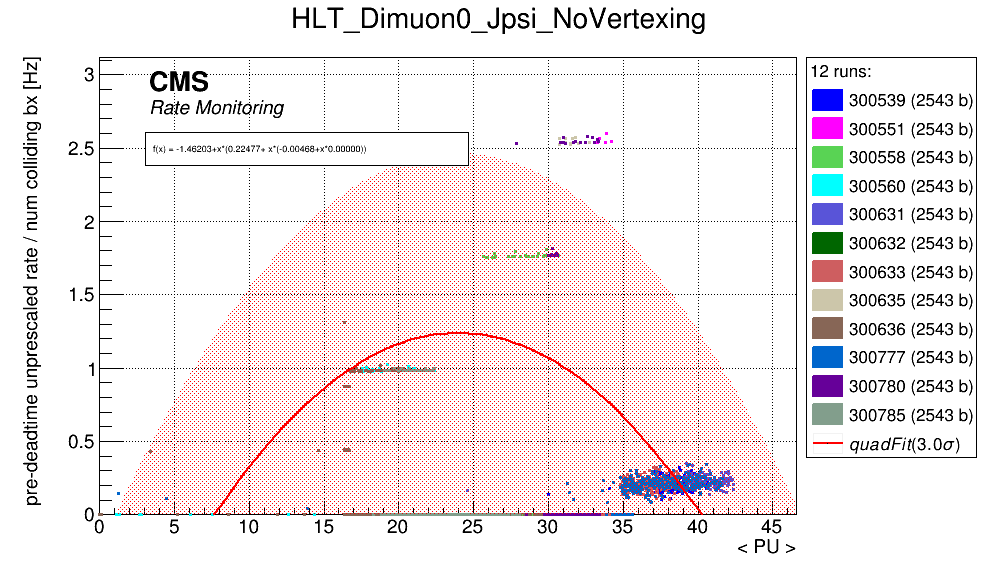 HLT_Dimuon0_Jpsi_NoVertexing
pre-deadtime unprescaled rate / num colliding bx [Hz]
CMS
Rate Monitoring
f(x) = -1.46203+x*(0.22477+ x*(-0.00468+x*0.00000))
3
2.5
2
1.5
1
0.5
0
0 5 10 15 20 25 30 35 40 45
< PU >
12 runs:
300539 (2543 b)
300551 (2543 b)
300558 (2543 b)
300560 (2543 b)
300631 (2543 b)
300632 (2543 b)
300633 (2543 b)
300635 (2543 b)
300636 (2543 b)
300777 (2543 b)
300780 (2543 b)
300785 (2543 b)
quadFit(3.0σ)